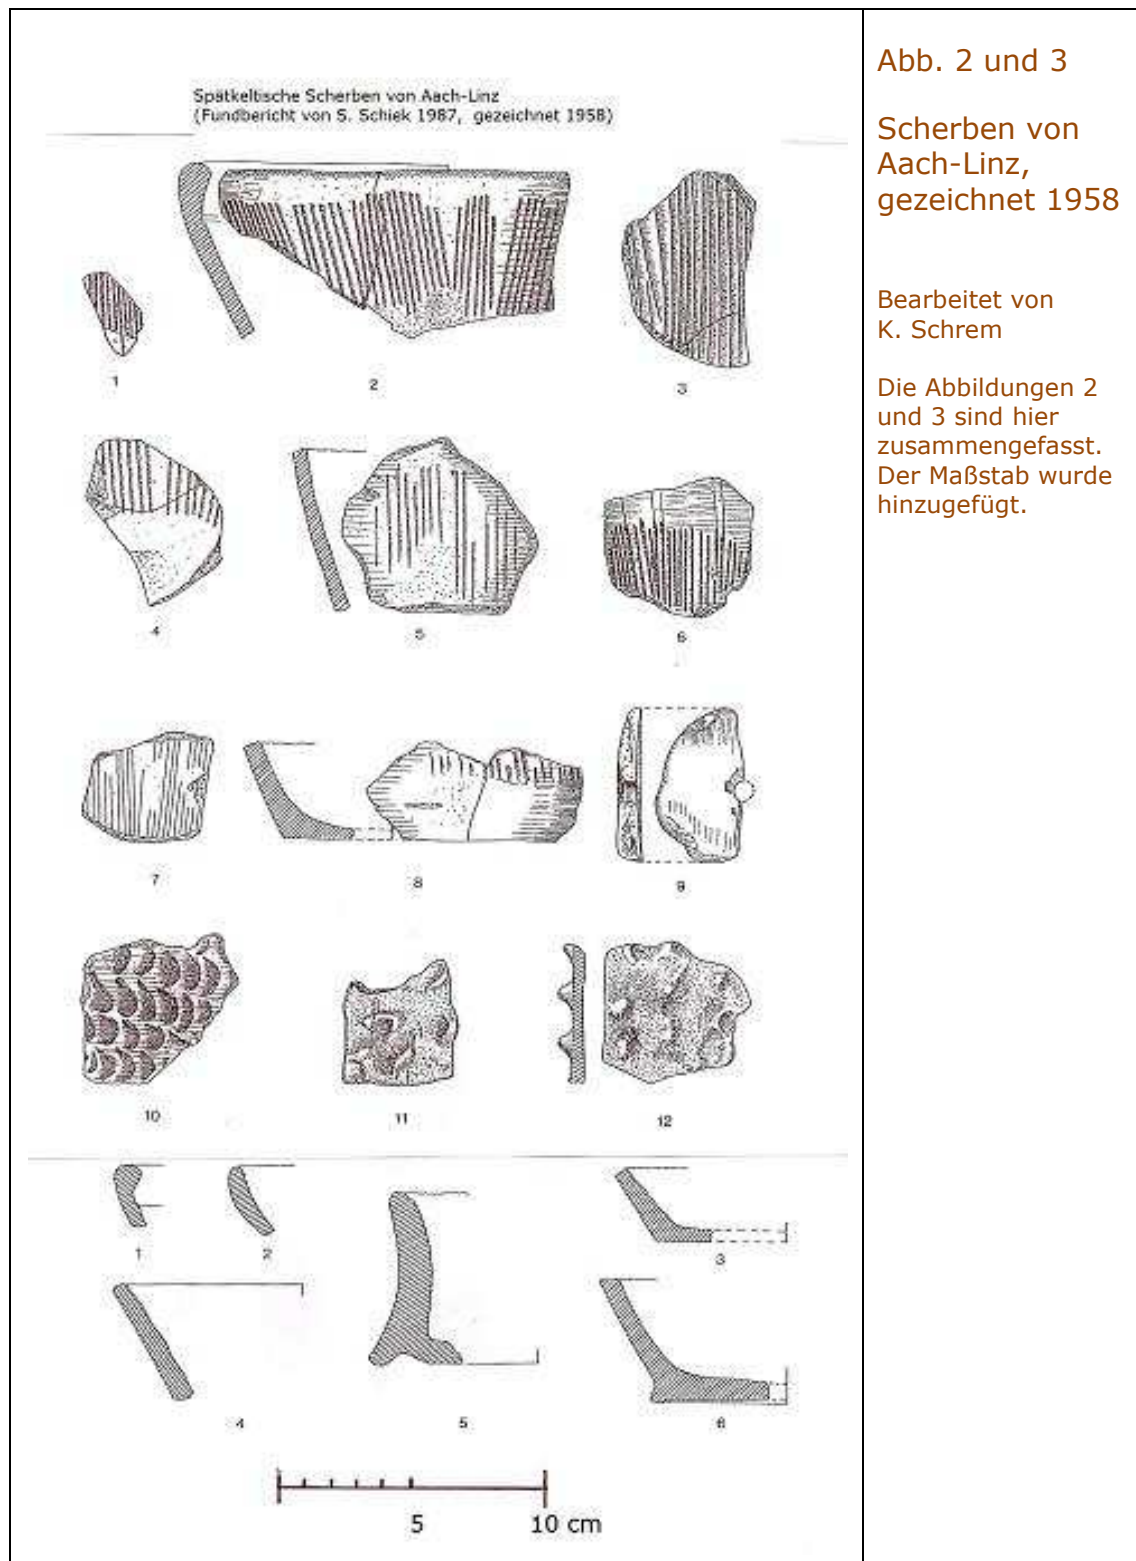 Spätkeltische Scherben von Aach-Linz
(Fundbericht von S. Schiek 1987, gezeichnet 1958)
1
2
3
4
5
6
7
8
9
10
11
12
1
2
3
4
5
6
5
10 cm
Abb. 2 und 3
Scherben von
Aach-Linz,
gezeichnet 1958
Bearbeitet von
K. Schrem
Die Abbildungen 2
und 3 sind hier
zusammengefasst.
Der Maßstab wurde
hinzugefügt.